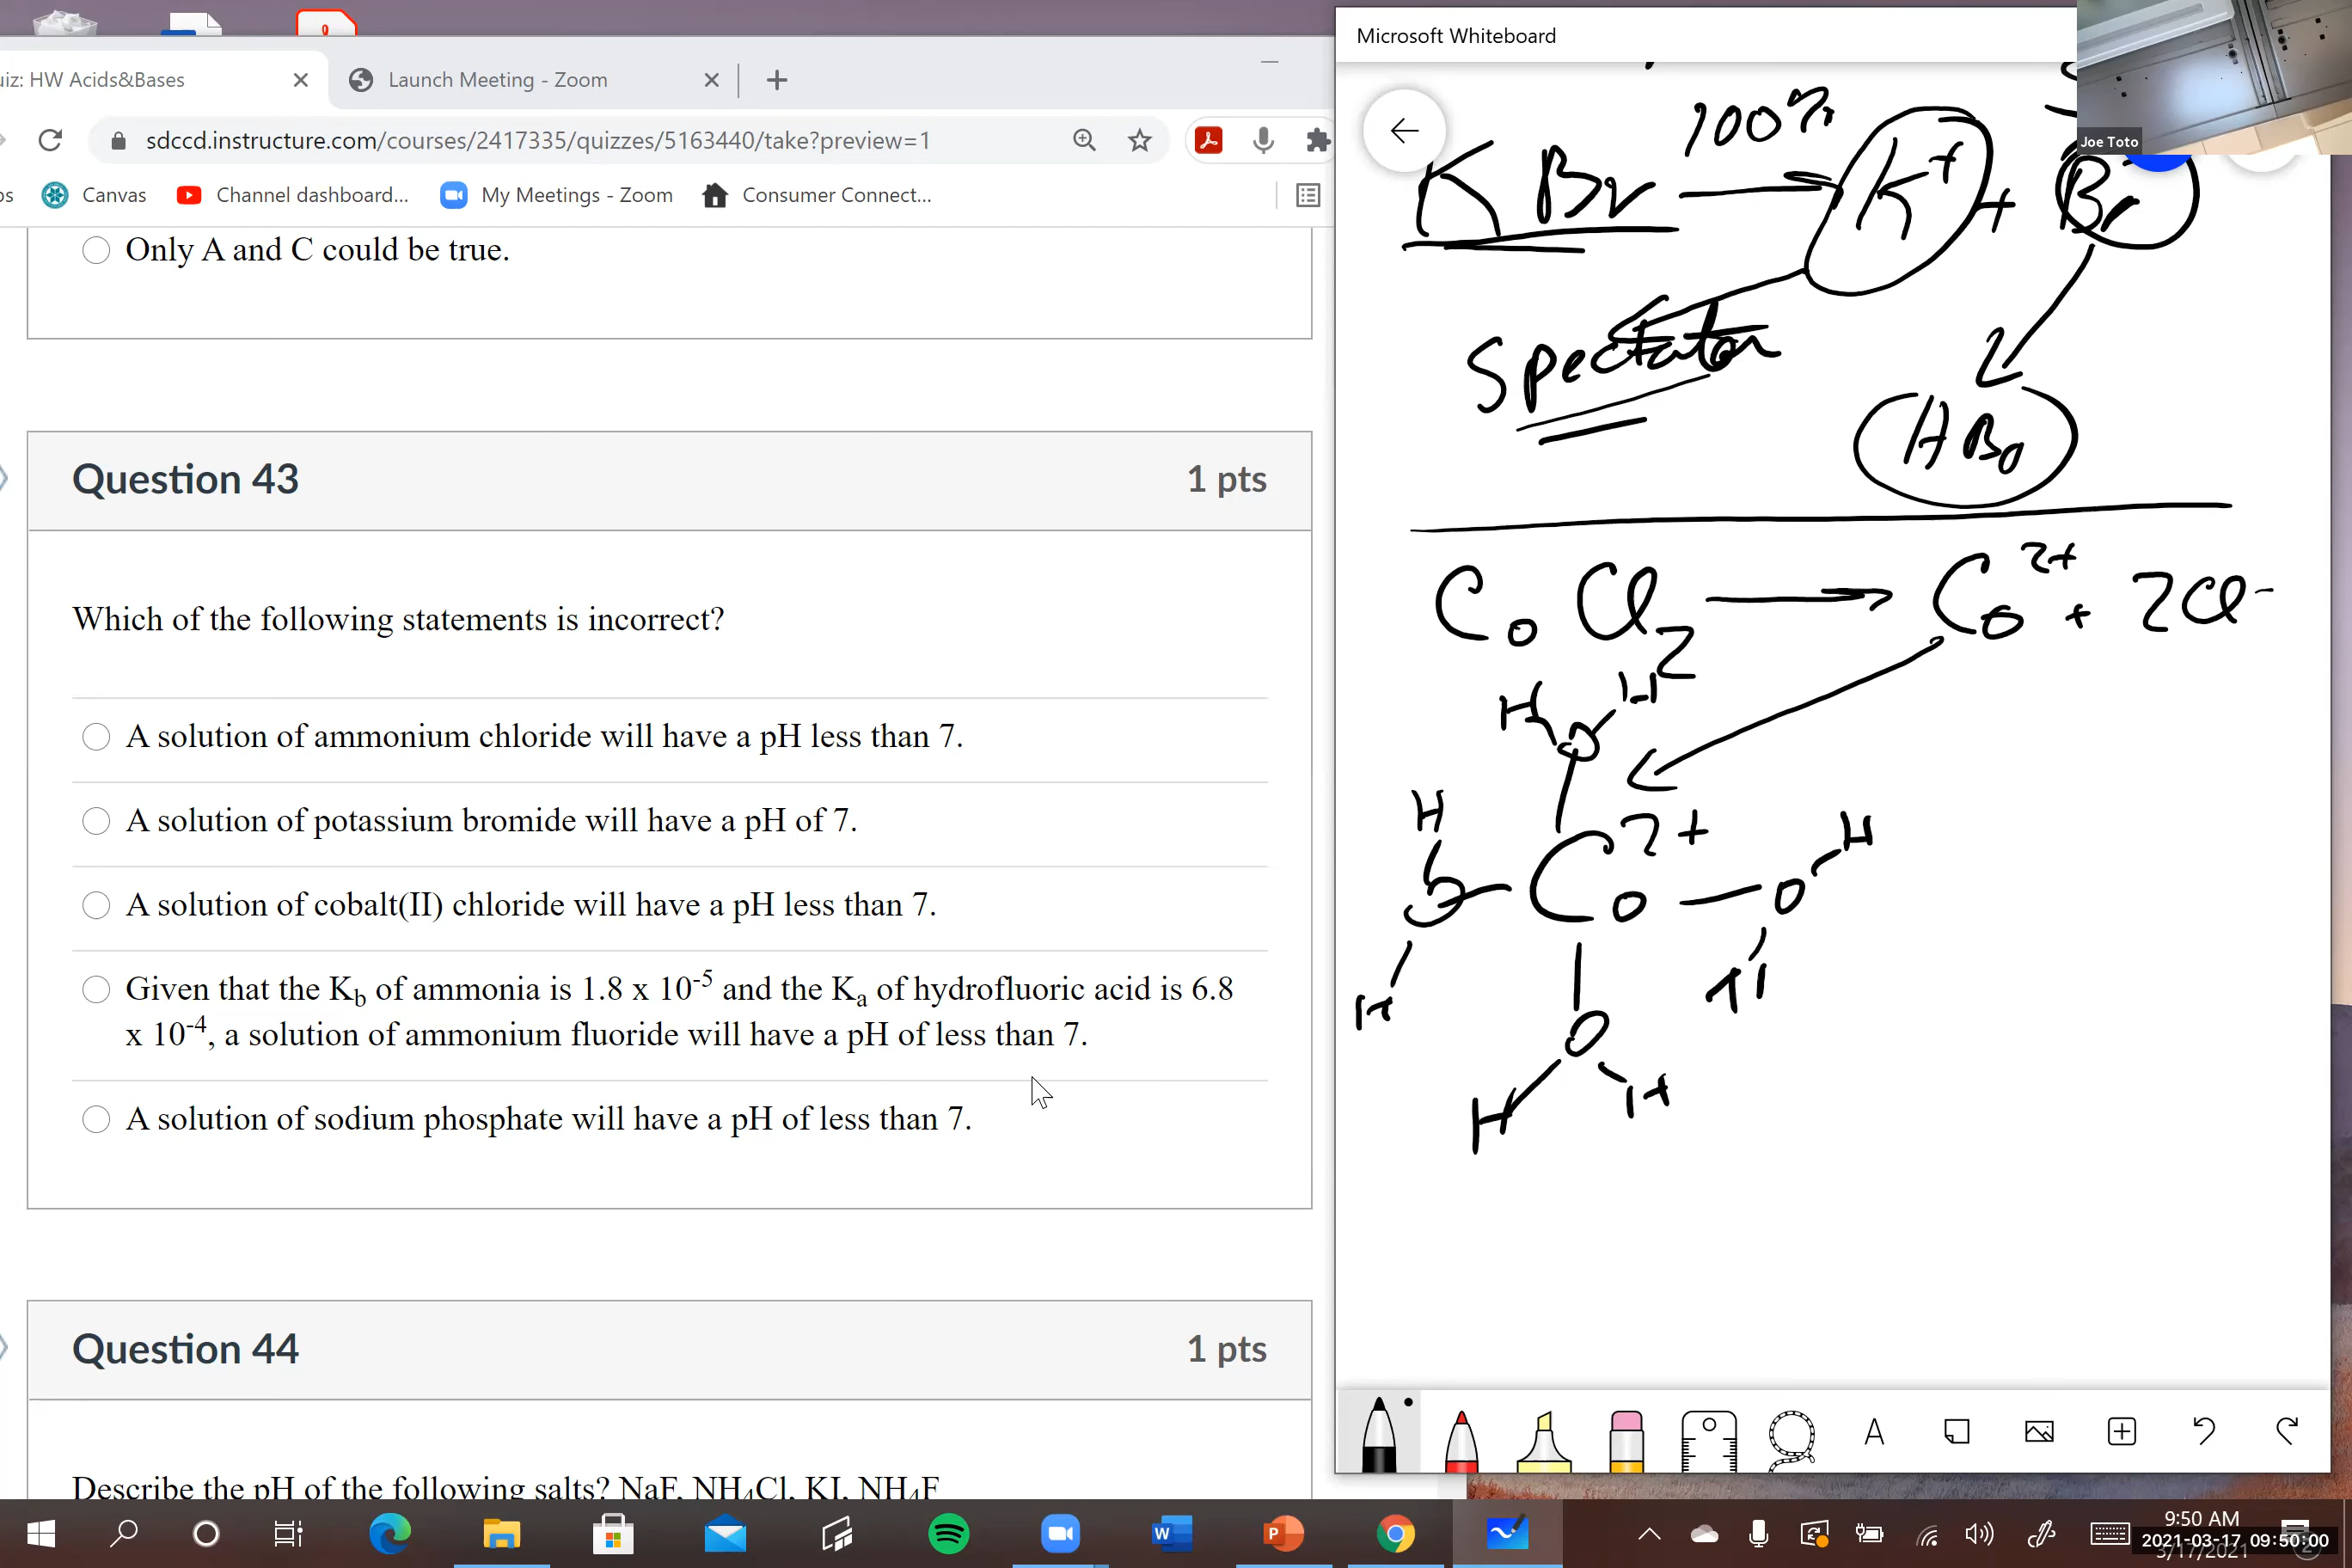 uiz: HW Acids&Bases
Launch Meeting - Zoom
sdccd.instructure.com/courses/2417335/quizzes/5163440/take?preview=1
ps
Canvas
Channel dashboard...
My Meetings - Zoom
Consumer Connect...
Only A and C could be true.
Question 43
1 pts
Which of the following statements is incorrect?
A solution of ammonium chloride will have a pH less than 7.
A solution of potassium bromide will have a pH of 7.
A solution of cobalt(II) chloride will have a pH less than 7.
Given that the Kb of ammonia is 1.8 x 10-5 and the Ka of hydrofluoric acid is 6.8
x 10-4, a solution of ammonium fluoride will have a pH of less than 7.
A solution of sodium phosphate will have a pH of less than 7.
Question 44
1 pts
Describe the pH of the following salts? NaF, NH4Cl, KI, NH4F
Microsoft Whiteboard
Joe Toto
100%
KBr → K+ + Br
Spectator
HBr
CoCl2 → Co2+ + 2Cl-
H H
O
H
O - Co2+ - O H
H H
O
H H
A
9:50 AM
2021-03-17 09:50:00
3/17/2021